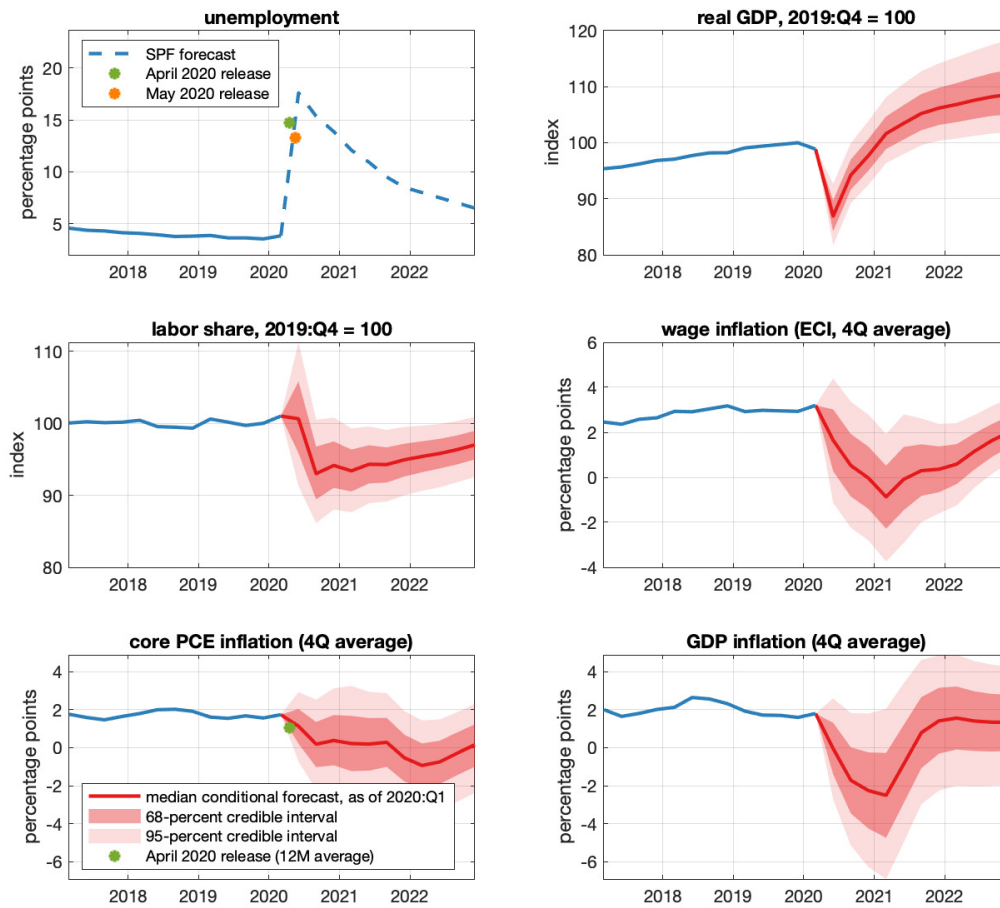 unemployment
percentage points
20
15
10
5
SPF forecast
April 2020 release
May 2020 release
2018 2019 2020 2021 2022
real GDP, 2019:Q4 = 100
index
120
110
100
90
80
2018 2019 2020 2021 2022
labor share, 2019:Q4 = 100
index
110
100
90
80
2018 2019 2020 2021 2022
wage inflation (ECI, 4Q average)
percentage points
6
4
2
0
-2
-4
2018 2019 2020 2021 2022
core PCE inflation (4Q average)
percentage points
4
2
0
-2
-4
-6
median conditional forecast, as of 2020:Q1
68-percent credible interval
95-percent credible interval
April 2020 release (12M average)
2018 2019 2020 2021 2022
GDP inflation (4Q average)
percentage points
4
2
0
-2
-4
-6
2018 2019 2020 2021 2022